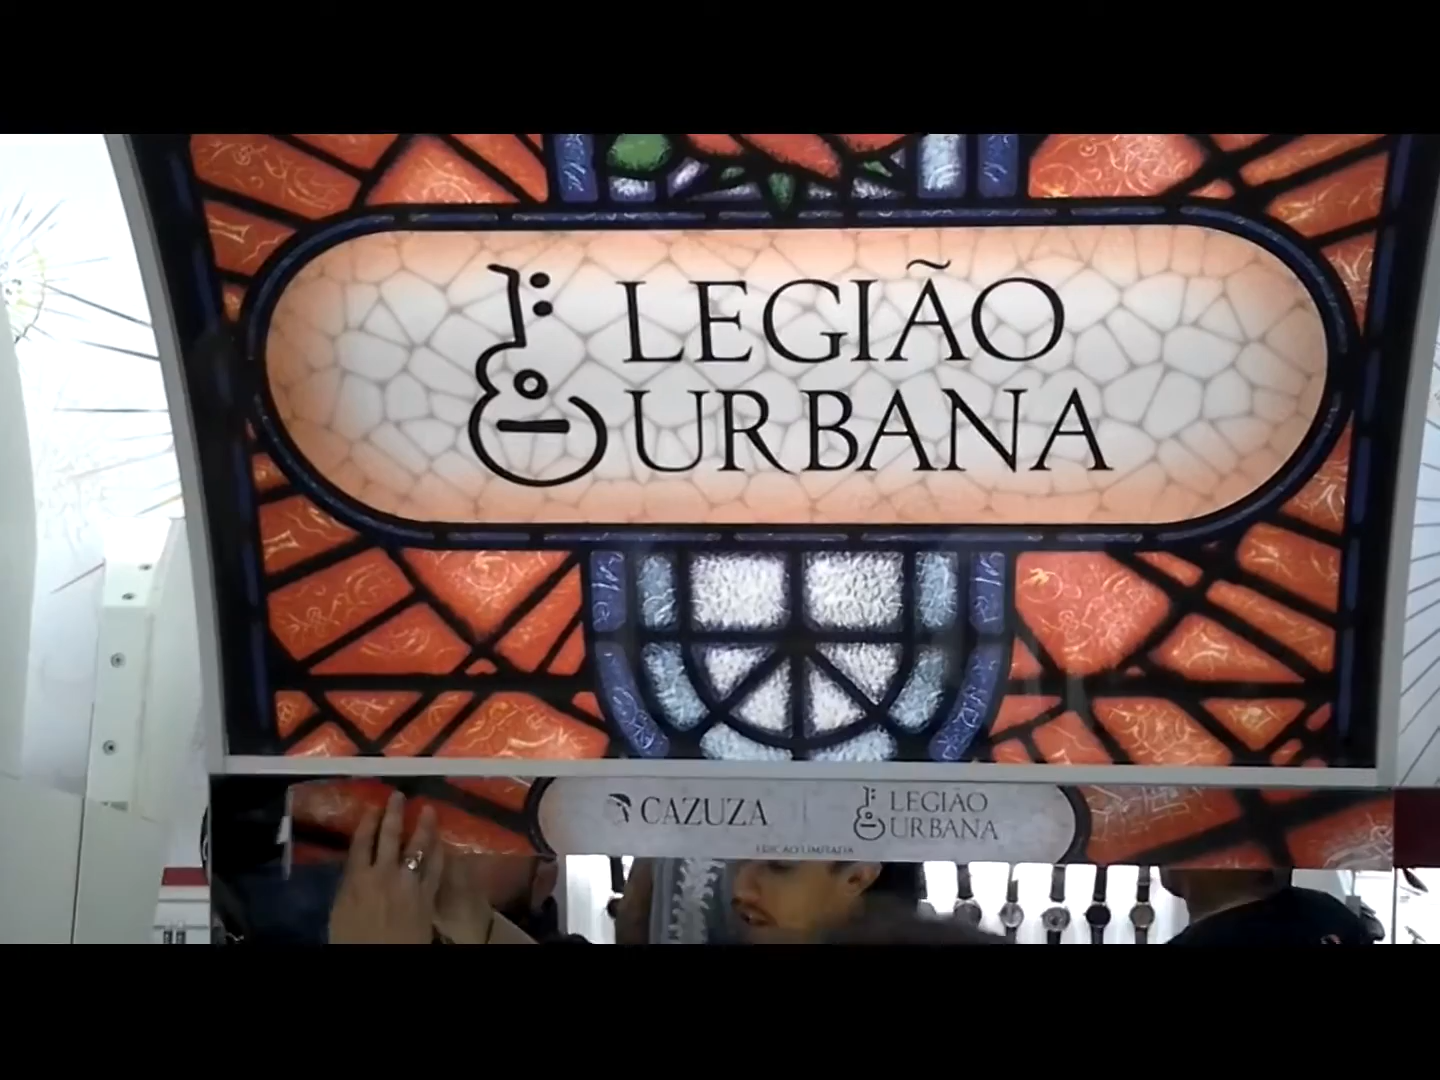 LEGIÃO
URBANA
CAZUZA
LEGIÃO
URBANA
EDIÇÃO LIMITADA